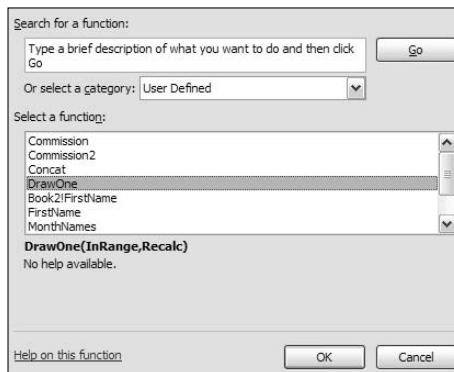 Search for a function:
Type a brief description of what you want to do and then click
Go
Go
Or select a category: User Defined
Select a function:
Commission
Commission2
Concat
DrawOne
Book2!FirstName
FirstName
MonthNames
DrawOne(InRange,Recalc)
No help available.
Help on this function
OK
Cancel